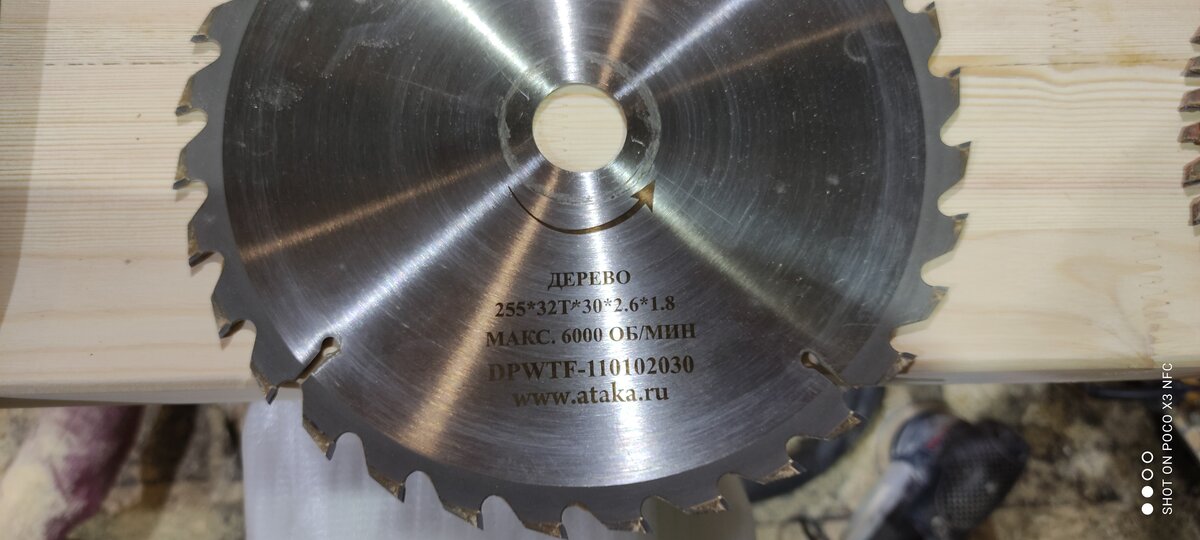 ДЕРЕВО
255*32T*30*2.6*1.8
МАКС. 6000 ОБ/МИН
DPWTF-110102030
www.ataka.ru
SHOT ON POCO X3 NFC